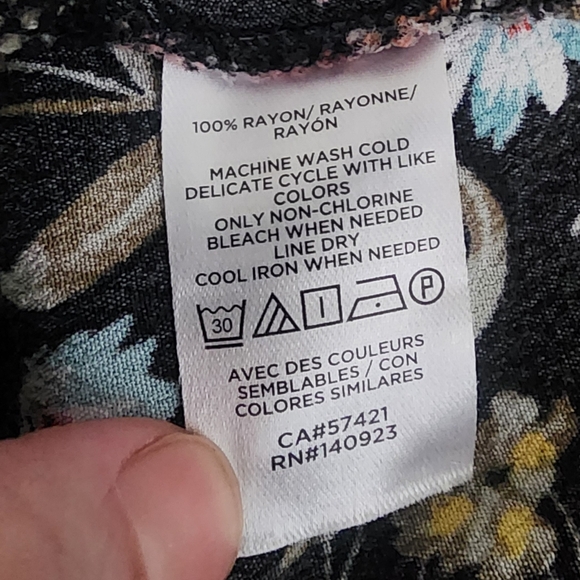 100% RAYON/ RAYONNE/
RAYÓN
MACHINE WASH COLD
DELICATE CYCLE WITH LIKE
COLORS
ONLY NON-CHLORINE
BLEACH WHEN NEEDED
LINE DRY
COOL IRON WHEN NEEDED
30 P
AVEC DES COULEURS
SEMBLABLES / CON
COLORES SIMILARES
CA#57421
RN#140923